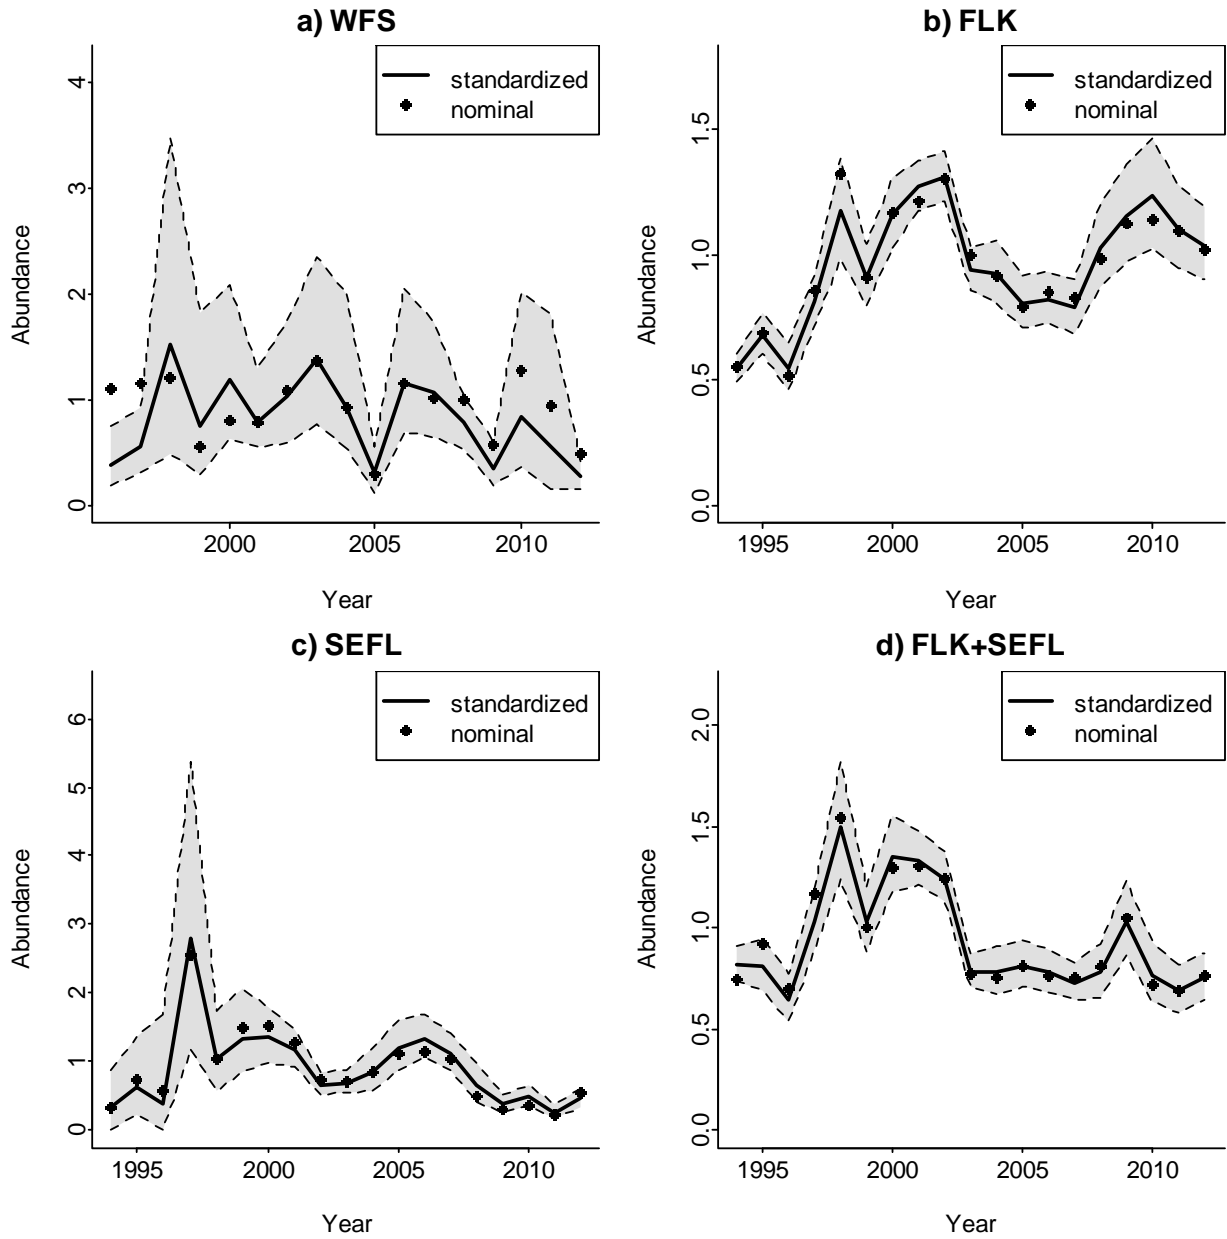 a) WFS
standardized
nominal
4
3
2
1
0
Abundance
2000 2005 2010
Year
b) FLK
standardized
nominal
1.5
1.0
0.5
0.0
Abundance
1995 2000 2005 2010
Year
c) SEFL
standardized
nominal
6
5
4
3
2
1
0
Abundance
1995 2000 2005 2010
Year
d) FLK+SEFL
standardized
nominal
2.0
1.5
1.0
0.5
0.0
Abundance
1995 2000 2005 2010
Year